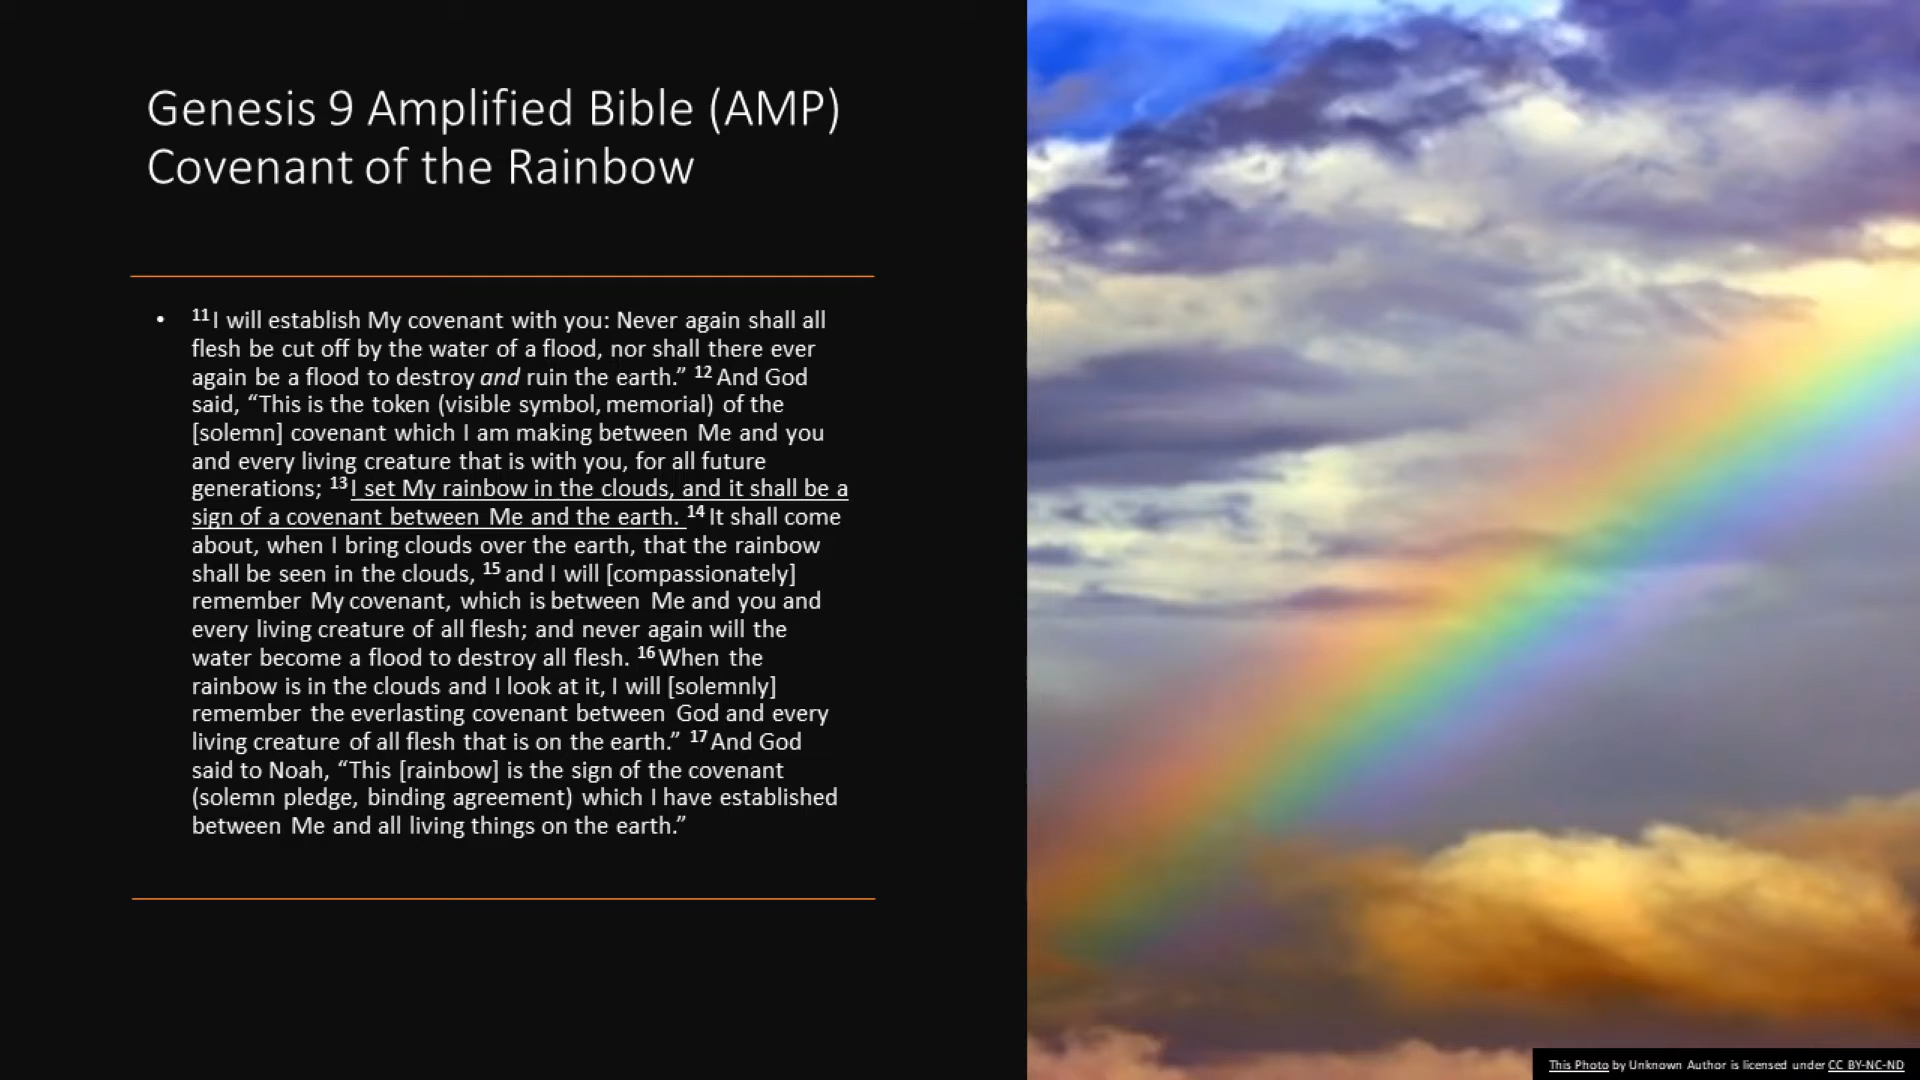 Genesis 9 Amplified Bible (AMP)
Covenant of the Rainbow
• ¹¹ I will establish My covenant with you: Never again shall all
flesh be cut off by the water of a flood, nor shall there ever
again be a flood to destroy and ruin the earth.” ¹² And God
said, “This is the token (visible symbol, memorial) of the
[solemn] covenant which I am making between Me and you
and every living creature that is with you, for all future
generations; ¹³ I set My rainbow in the clouds, and it shall be a
sign of a covenant between Me and the earth. ¹⁴ It shall come
about, when I bring clouds over the earth, that the rainbow
shall be seen in the clouds, ¹⁵ and I will [compassionately]
remember My covenant, which is between Me and you and
every living creature of all flesh; and never again will the
water become a flood to destroy all flesh. ¹⁶ When the
rainbow is in the clouds and I look at it, I will [solemnly]
remember the everlasting covenant between God and every
living creature of all flesh that is on the earth.” ¹⁷ And God
said to Noah, “This [rainbow] is the sign of the covenant
(solemn pledge, binding agreement) which I have established
between Me and all living things on the earth.”
This Photo by Unknown Author is licensed under CC BY-NC-ND